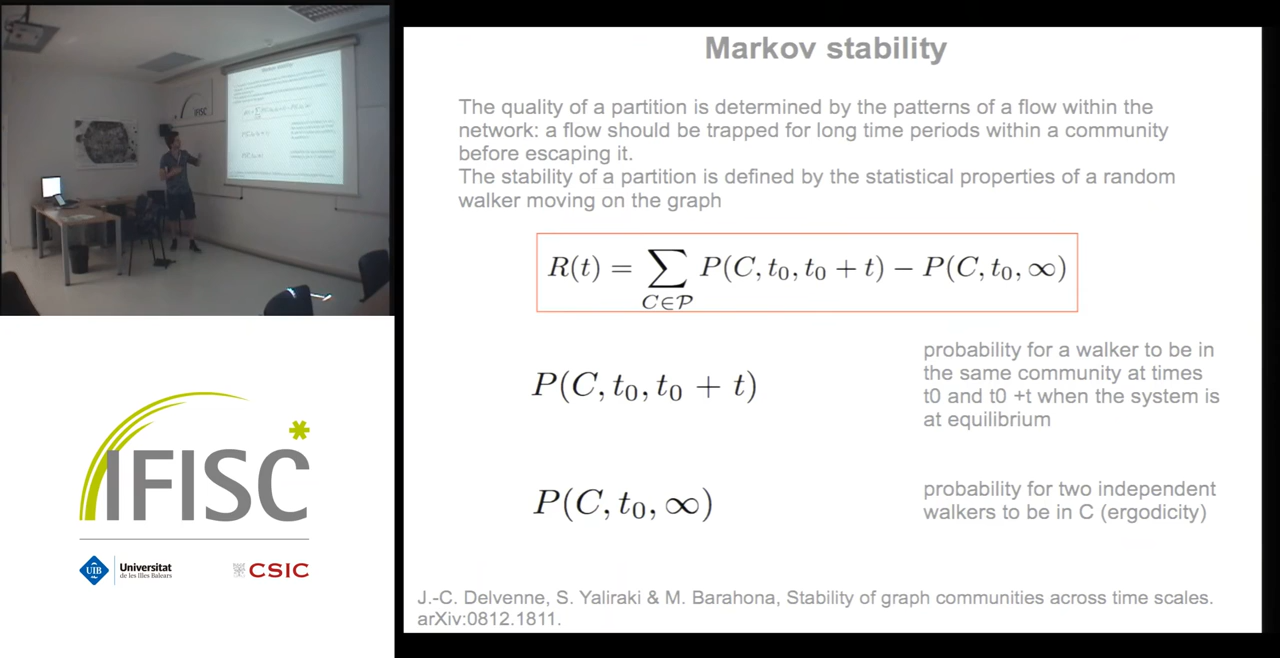 Markov stability
The quality of a partition is determined by the patterns of a flow within the
network: a flow should be trapped for long time periods within a community
before escaping it.
The stability of a partition is defined by the statistical properties of a random
walker moving on the graph
R(t) = ∑_{C∈𝒫} P(C, t₀, t₀ + t) − P(C, t₀, ∞)
P(C, t₀, t₀ + t)
probability for a walker to be in
the same community at times
t0 and t0 +t when the system is
at equilibrium
P(C, t₀, ∞)
probability for two independent
walkers to be in C (ergodicity)
J.-C. Delvenne, S. Yaliraki & M. Barahona, Stability of graph communities across time scales.
arXiv:0812.1811.
IFISC
Markov stability
IFISC
UIB
Universitat
de les Illes Balears
CSIC